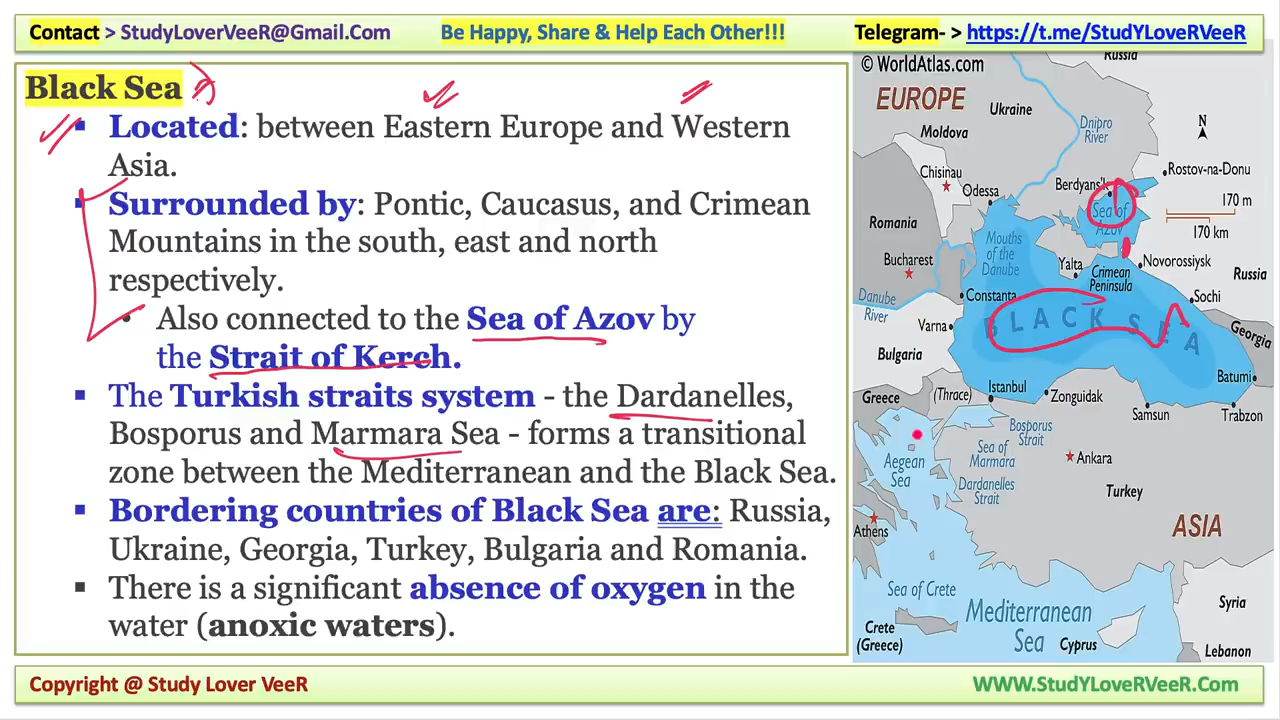 Contact > StudyLoverVeeR@Gmail.Com
Be Happy, Share & Help Each Other!!!
Telegram- > https://t.me/StudyLoVeRVeeR
Black Sea
▪ Located: between Eastern Europe and Western
Asia.
▪ Surrounded by: Pontic, Caucasus, and Crimean
Mountains in the south, east and north
respectively.
• Also connected to the Sea of Azov by
the Strait of Kerch.
▪ The Turkish straits system - the Dardanelles,
Bosporus and Marmara Sea - forms a transitional
zone between the Mediterranean and the Black Sea.
▪ Bordering countries of Black Sea are: Russia,
Ukraine, Georgia, Turkey, Bulgaria and Romania.
▪ There is a significant absence of oxygen in the
water (anoxic waters).
© WorldAtlas.com
Russia
EUROPE
Ukraine
Moldova
Dnipro
River
N
Chisinau
Odessa
Berdyans'k
Rostov-na-Donu
Romania
Sea of
Azov
170 m
170 km
Mouths
of the
Danube
Bucharest
Yalta
Crimean
Peninsula
Novorossiysk
Russia
Danube
River
Constanta
Sochi
Varna
BLACK SEA
Georgia
Bulgaria
Batumi
Greece
(Thrace)
Istanbul
Zonguldak
Samsun
Trabzon
Bosporus
Strait
Aegean
Sea
Sea of
Marmara
Ankara
Dardanelles
Strait
Turkey
Athens
ASIA
Sea of Crete
Mediterranean
Sea
Crete
(Greece)
Cyprus
Syria
Lebanon
Copyright @ Study Lover VeeR
WWW.StuDYLoVeRVeeR.Com